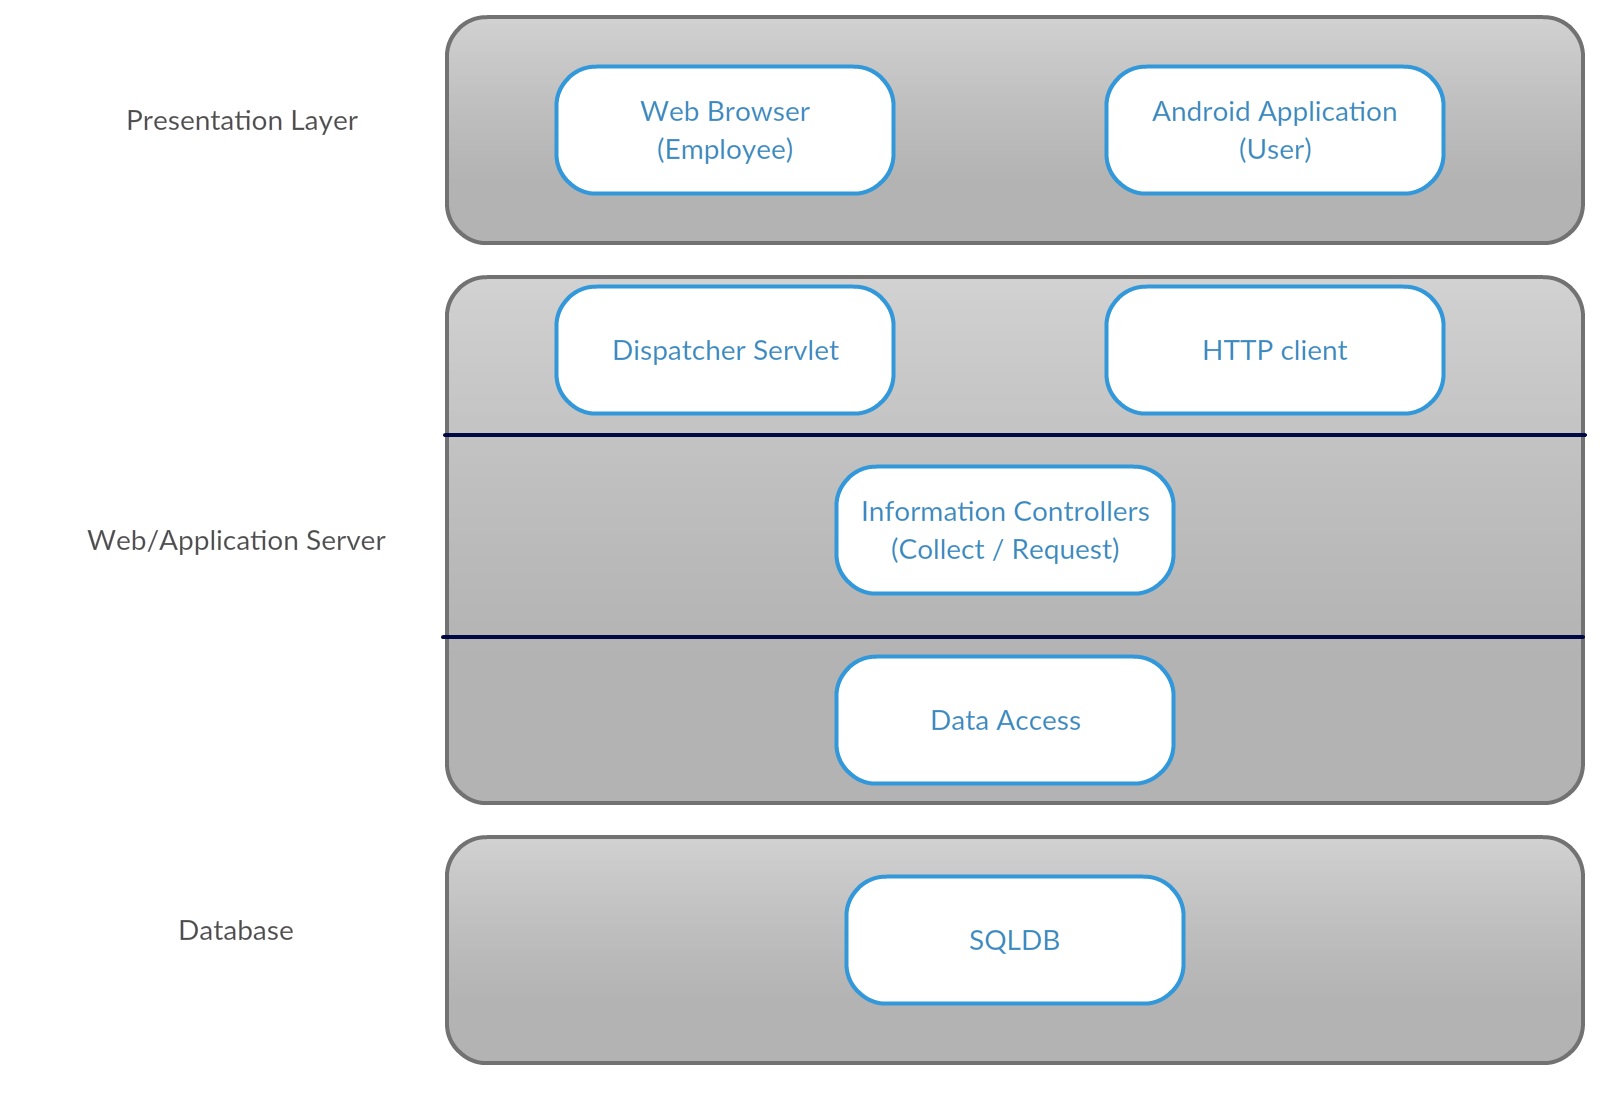 Presentation Layer
Web Browser
(Employee)
Android Application
(User)
Dispatcher Servlet
HTTP client
Web/Application Server
Information Controllers
(Collect / Request)
Data Access
Database
SQLDB